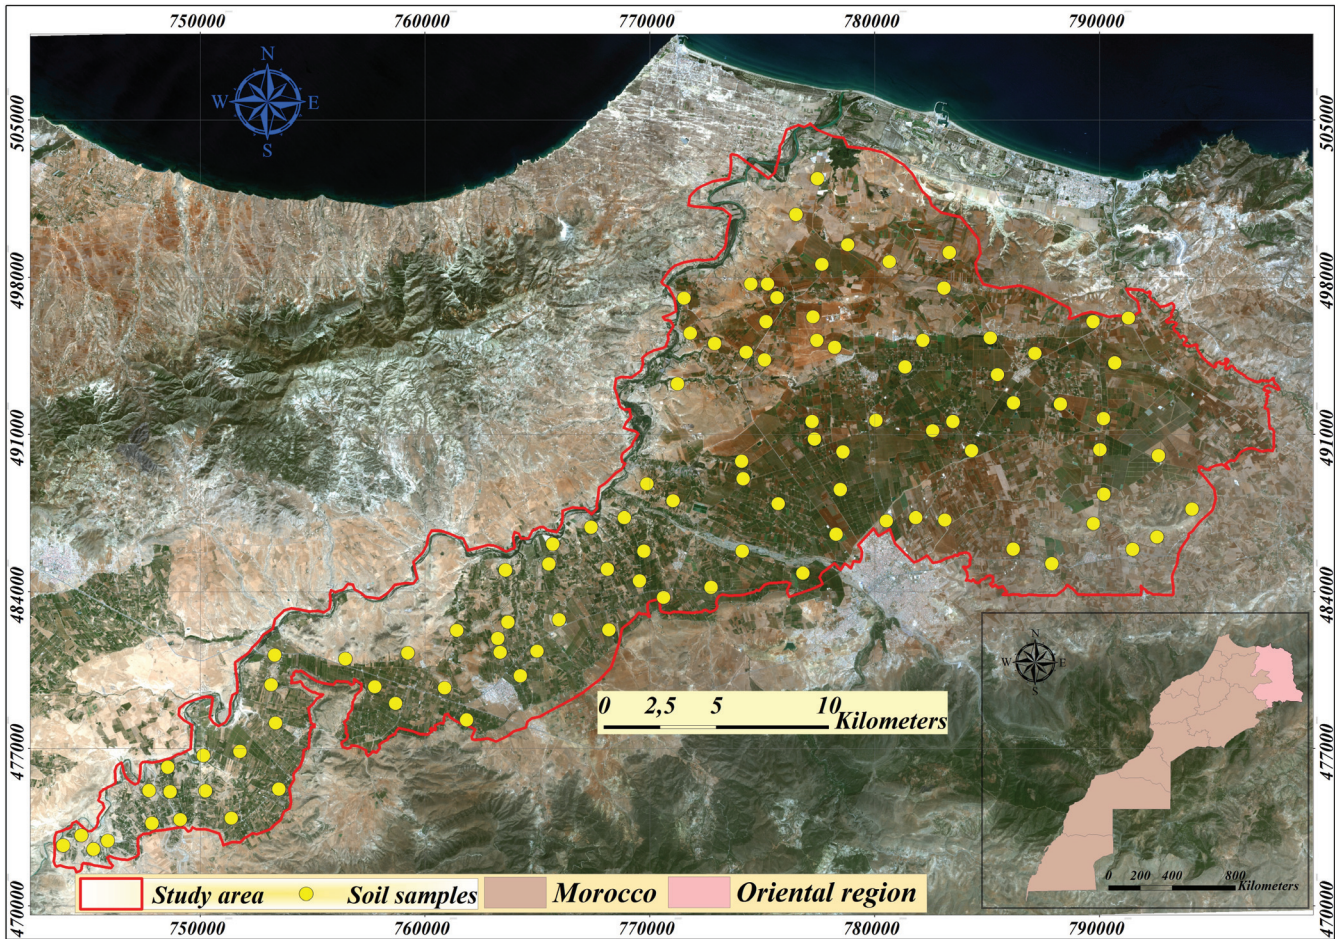 750000 760000 770000 780000 790000
N
W E
S
505000 505000
498000 498000
491000 491000
484000 484000
477000 477000
470000 470000
N
W E
S
0 2,5 5 10
Kilometers
0 200 400 800
Kilometers
Study area Soil samples Morocco Oriental region
750000 760000 770000 780000 790000